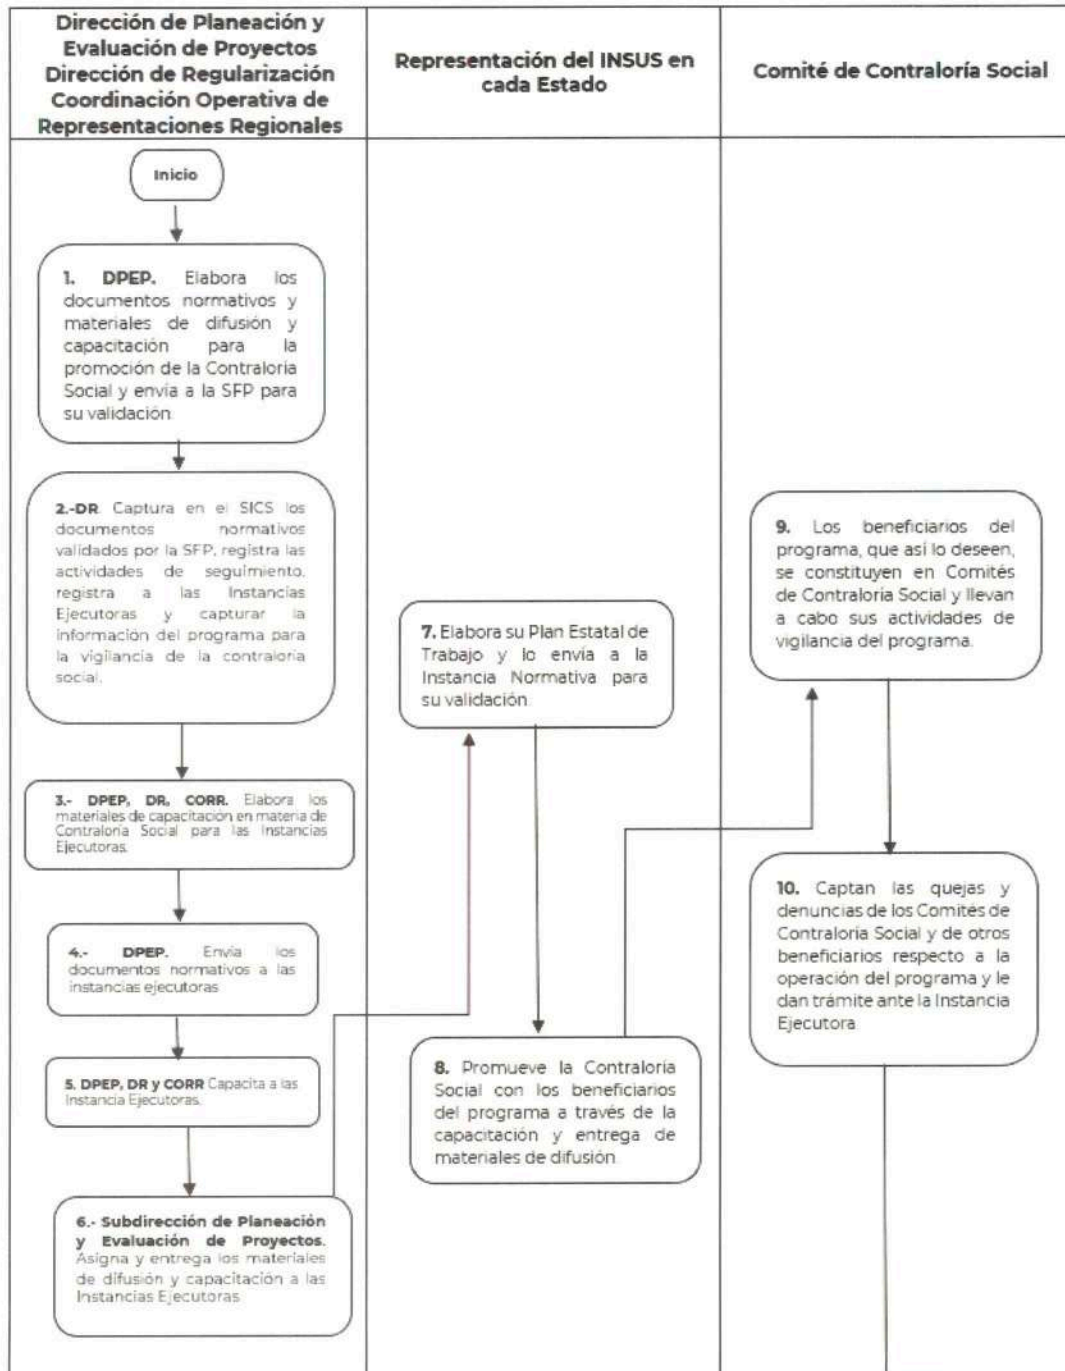 Dirección de Planeación y
Evaluación de Proyectos
Dirección de Regularización
Coordinación Operativa de
Representaciones Regionales
Representación del INSUS en
cada Estado
Comité de Contraloría Social
Inicio
1. DPEP. Elabora los
documentos normativos y
materiales de difusión y
capacitación para la
promoción de la Contraloría
Social y envía a la SFP para
su validación
2.-DR. Captura en el SICS los
documentos normativos
validados por la SFP, registra las
actividades de seguimiento,
registra a las Instancias
Ejecutoras y capturar la
información del programa para
la vigilancia de la contraloría
social.
3.- DPEP, DR, CORR. Elabora los
materiales de capacitación en materia de
Contraloría Social para las Instancias
Ejecutoras.
4.- DPEP. Envía los
documentos normativos a las
instancias ejecutoras
5. DPEP, DR y CORR Capacita a las
Instancia Ejecutoras.
6.- Subdirección de Planeación
y Evaluación de Proyectos.
Asigna y entrega los materiales
de difusión y capacitación a las
Instancias Ejecutoras
7. Elabora su Plan Estatal de
Trabajo y lo envía a la
Instancia Normativa para
su validación.
8. Promueve la Contraloría
Social con los beneficiarios
del programa a través de la
capacitación y entrega de
materiales de difusión
9. Los beneficiarios del
programa, que así lo deseen,
se constituyen en Comités
de Contraloría Social y llevan
a cabo sus actividades de
vigilancia del programa.
10. Captan las quejas y
denuncias de los Comités de
Contraloría Social y de otros
beneficiarios respecto a la
operación del programa y le
dan trámite ante la Instancia
Ejecutora